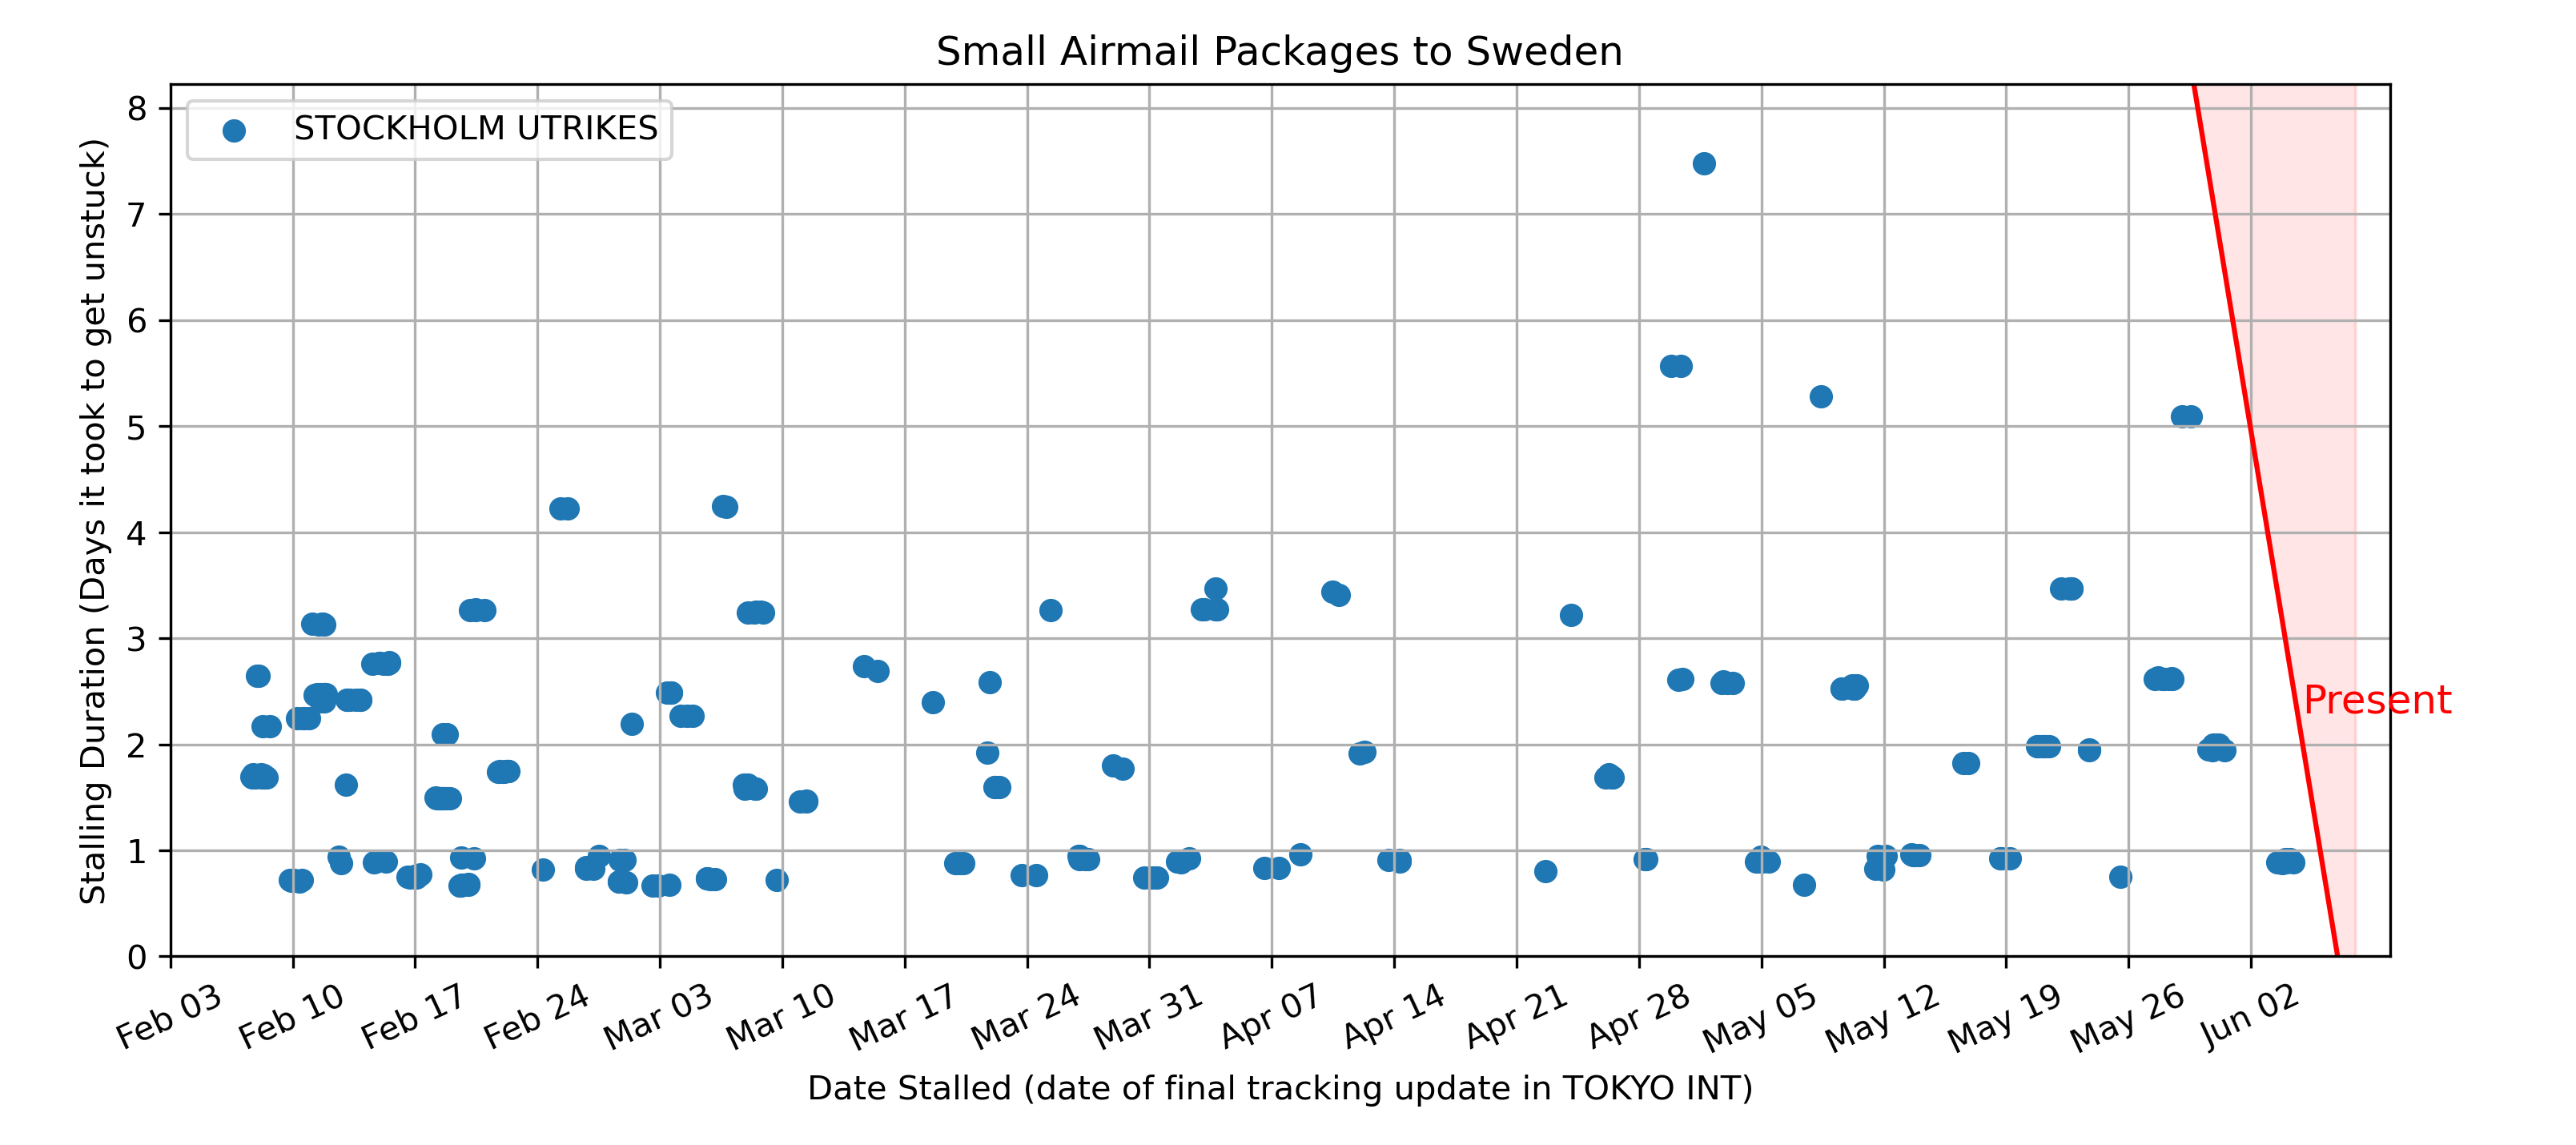 Small Airmail Packages to Sweden
STOCKHOLM UTRIKES
Stalling Duration (Days it took to get unstuck)
8
7
6
5
4
3
2
1
0
Present
Feb 03
Feb 10
Feb 17
Feb 24
Mar 03
Mar 10
Mar 17
Mar 24
Mar 31
Apr 07
Apr 14
Apr 21
Apr 28
May 05
May 12
May 19
May 26
Jun 02
Date Stalled (date of final tracking update in TOKYO INT)